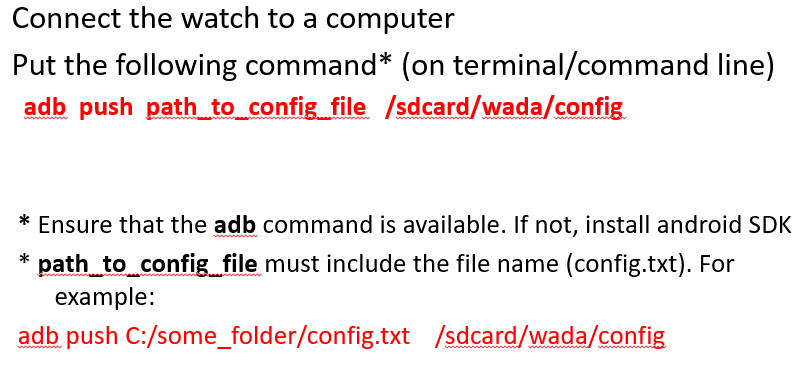 Connect the watch to a computer
Put the following command* (on terminal/command line)
adb push path_to_config_file /sdcard/wada/config
* Ensure that the adb command is available. If not, install android SDK
* path_to_config_file must include the file name (config.txt). For
example:
adb push C:/some_folder/config.txt /sdcard/wada/config